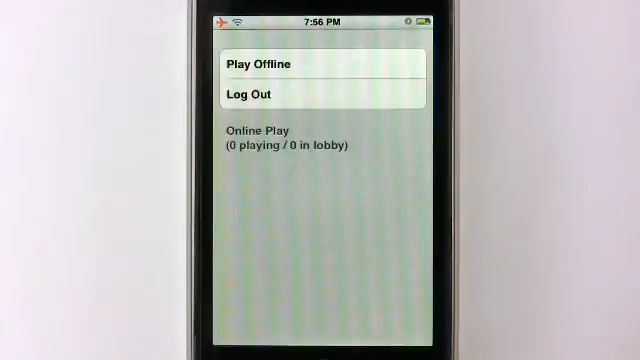 7:56 PM
Play Offline
Log Out
Online Play
(0 playing / 0 in lobby)